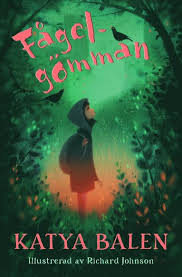 Fågel-
gömman
KATYA BALEN
Illustrerad av Richard Johnson